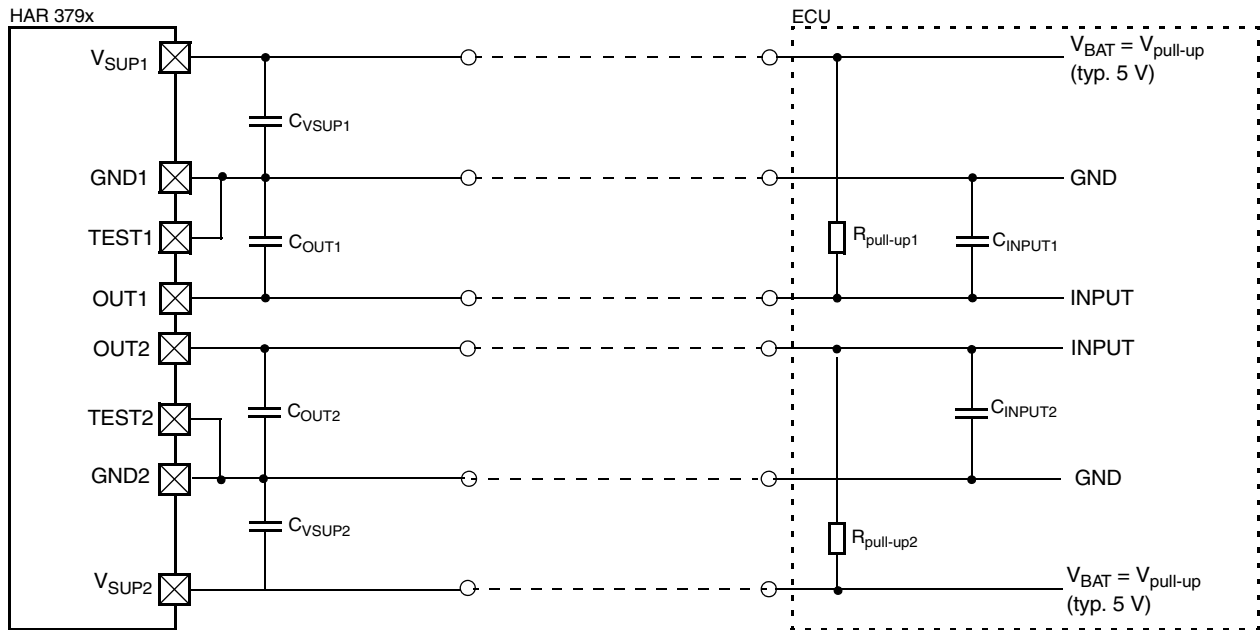 HAR 379x
ECU
VSUP1
VBAT = Vpull-up
(typ. 5 V)
CVSUP1
GND1
GND
TEST1
COUT1
Rpull-up1
CINPUT1
OUT1
INPUT
OUT2
INPUT
TEST2
COUT2
CINPUT2
GND2
GND
CVSUP2
Rpull-up2
VSUP2
VBAT = Vpull-up
(typ. 5 V)